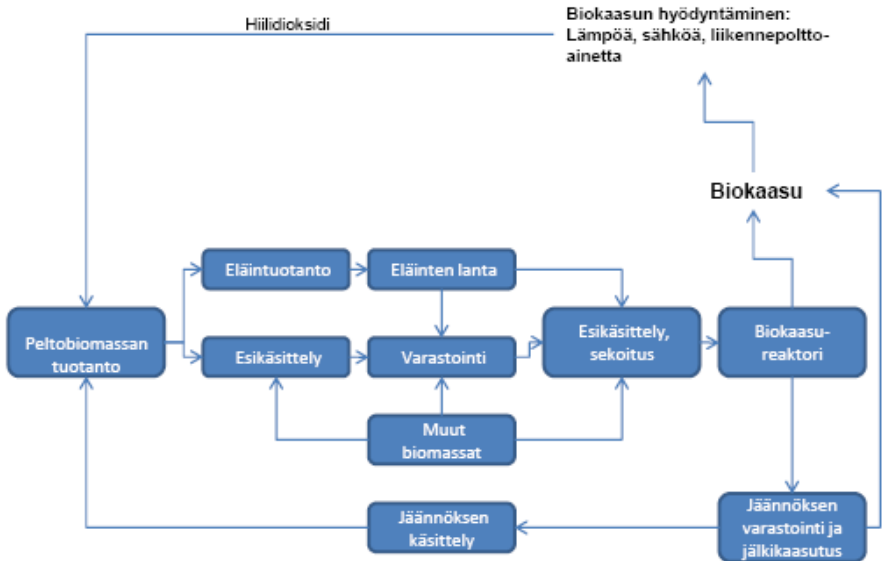 Hiilidioksidi
Biokaasun hyödyntäminen:
Lämpöä, sähköä, liikennepoltto-
ainetta
Biokaasu
Eläintuotanto
Eläinten lanta
Peltobiomassan
tuotanto
Esikäsittely
Varastointi
Esikäsittely,
sekoitus
Biokaasu-
reaktori
Muut
biomassat
Jäännöksen
käsittely
Jäännöksen
varastointi ja
jälkikaasutus